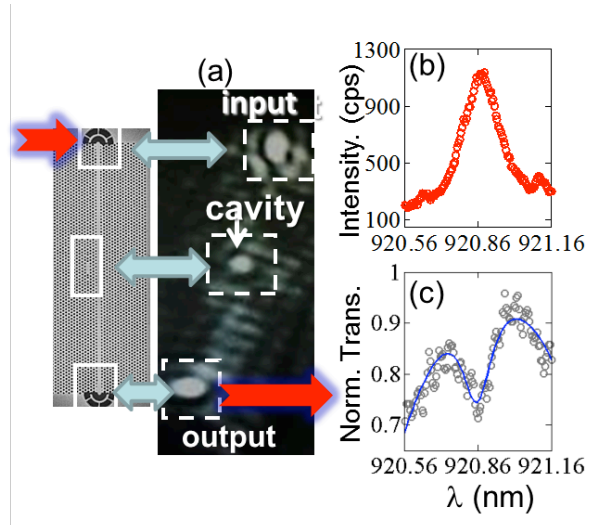 (a)
input
cavity
output
(b)
Intensity. (cps)
1300
900
500
100
920.56 920.86 921.16
(c)
Norm. Trans.
1
0.9
0.8
0.7
920.56 920.86 921.16
λ (nm)